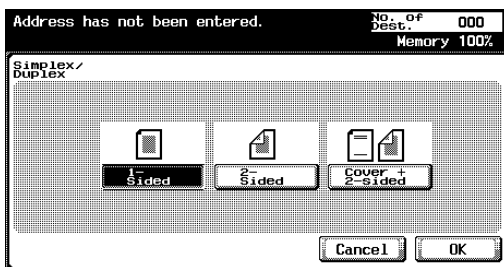 Address has not been entered.
No. of
Dest.
000
Memory 100%
Simplex/
Duplex
1-
Sided
2-
Sided
Cover +
2-sided
Cancel
OK